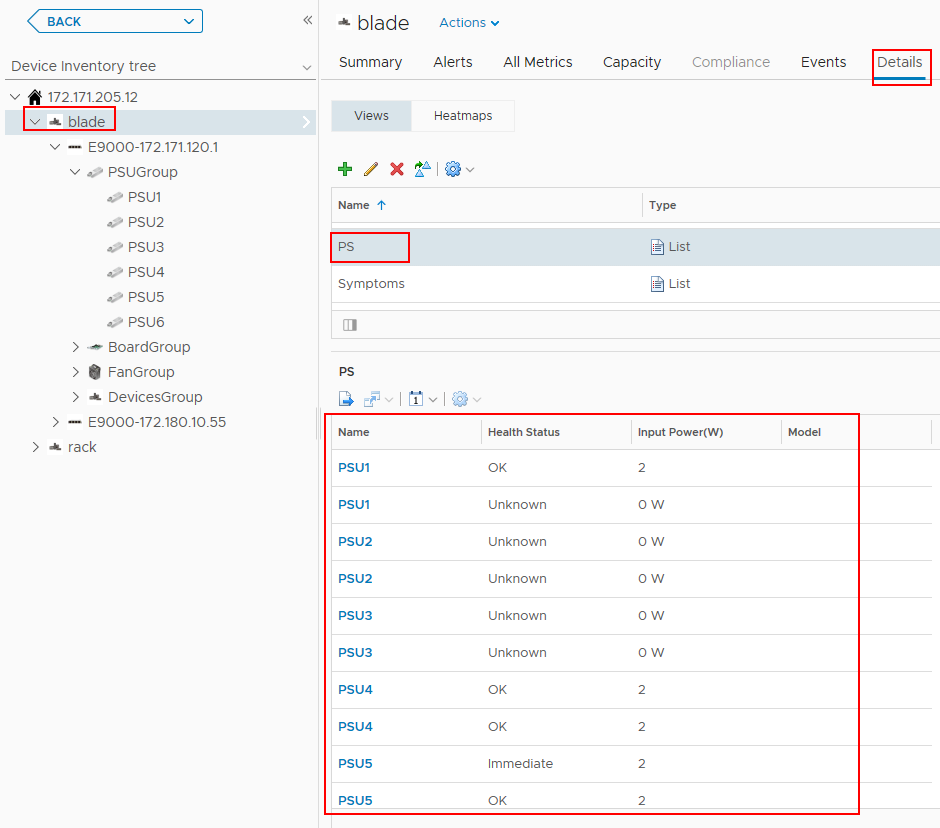 BACK
Device Inventory tree
172.171.205.12
blade
E9000-172.171.120.1
PSUGroup
PSU1
PSU2
PSU3
PSU4
PSU5
PSU6
BoardGroup
FanGroup
DevicesGroup
E9000-172.180.10.55
rack
blade Actions
Summary Alerts All Metrics Capacity Compliance Events Details
Views Heatmaps
Name Type
PS List
Symptoms List
PS
1
Name Health Status Input Power(W) Model
PSU1 OK 2
PSU1 Unknown 0 W
PSU2 Unknown 0 W
PSU2 Unknown 0 W
PSU3 Unknown 0 W
PSU3 Unknown 0 W
PSU4 OK 2
PSU4 OK 2
PSU5 Immediate 2
PSU5 OK 2